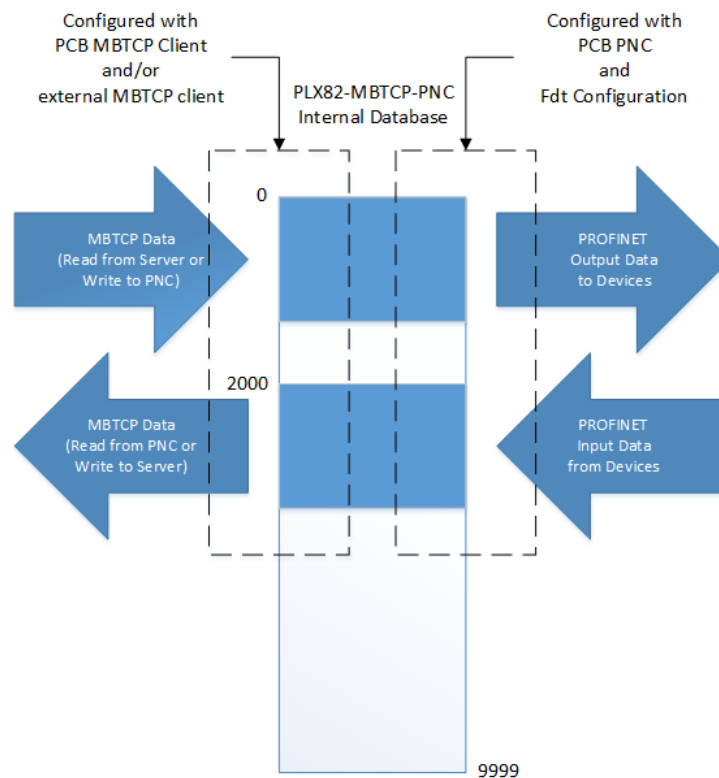 Configured with
PCB MBTCP Client
and/or
external MBTCP client
Configured with
PCB PNC
and
Fdt Configuration
PLX82-MBTCP-PNC
Internal Database
0
MBTCP Data
(Read from Server or
Write to PNC)
PROFINET
Output Data
to Devices
2000
MBTCP Data
(Read from PNC or
Write to Server)
PROFINET
Input Data
from Devices
9999